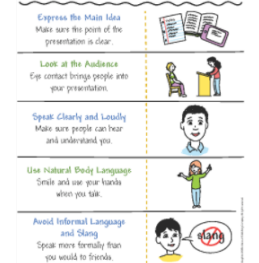 Express the Main Idea
Make sure the point of the
presentation is clear.
Look at the Audience
Eye contact brings people into
your presentation.
Speak Clearly and Loudly
Make sure people can hear
and understand you.
Use Natural Body Language
Smile and use your hands
when you talk.
Avoid Informal Language
and Slang
Speak more formally than
you would to friends.
slang